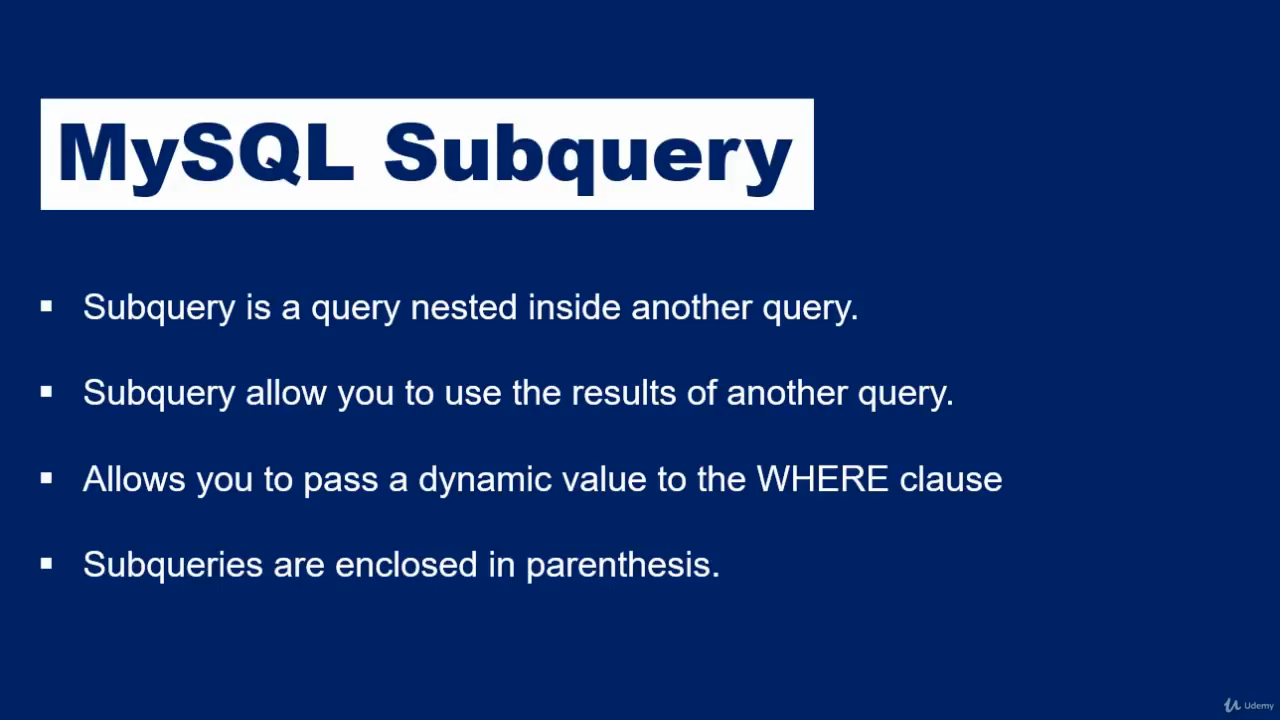 MySQL Subquery
▪ Subquery is a query nested inside another query.
▪ Subquery allow you to use the results of another query.
▪ Allows you to pass a dynamic value to the WHERE clause
▪ Subqueries are enclosed in parenthesis.
Udemy